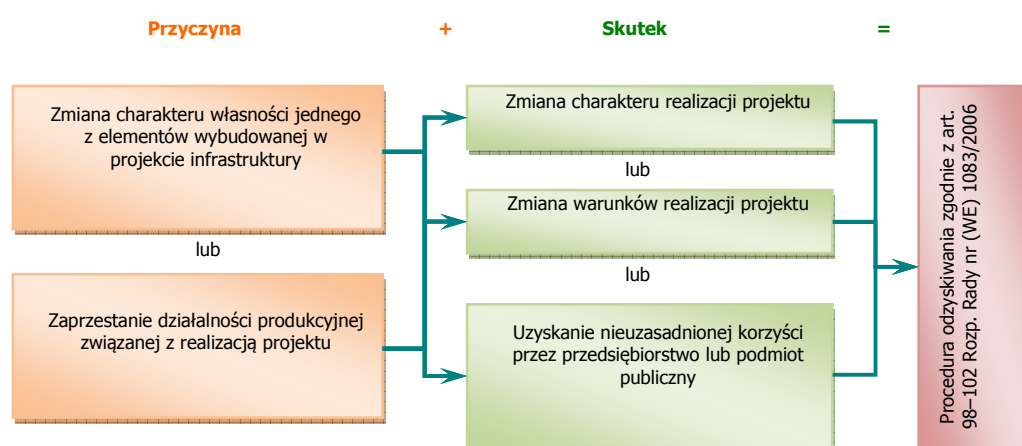 Przyczyna + Skutek =
Zmiana charakteru własności jednego
z elementów wybudowanej w
projekcie infrastruktury
lub
Zaprzestanie działalności produkcyjnej
związanej z realizacją projektu
Zmiana charakteru realizacji projektu
lub
Zmiana warunków realizacji projektu
lub
Uzyskanie nieuzasadnionej korzyści
przez przedsiębiorstwo lub podmiot
publiczny
Procedura odzyskiwania zgodnie z art.
98–102 Rozp. Rady nr (WE) 1083/2006